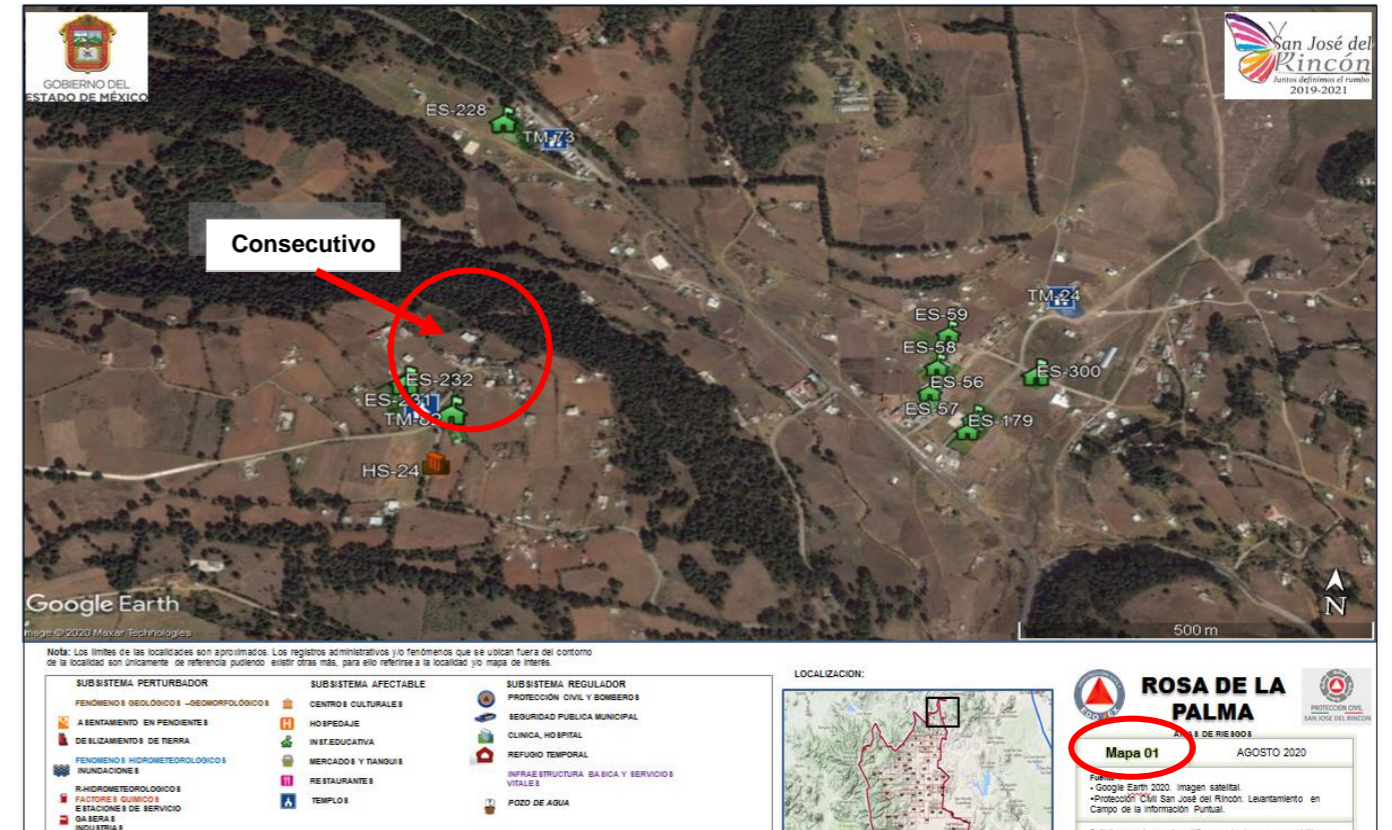 GOBIERNO DEL
ESTADO DE MÉXICO
San José del
Rincón
Juntos definimos el rumbo
2019-2021
ES-228
TM-73
Consecutivo
TM-24
ES-59
ES-58
ES-300
ES-56
ES-57
ES-179
ES-232
ES-231
TM-82
HS-24
Google Earth
Image © 2020 Maxar Technologies
N
500 m
Nota: Los límites de las localidades son aproximados. Los registros administrativos y/o fenómenos que se ubican fuera del contorno
de la localidad son únicamente de referencia pudiendo existir otras más, para ello referirse a la localidad y/o mapa de interés.
SUBSISTEMA PERTURBADOR
FENÓMENOS GEOLÓGICOS –GEOMORFOLÓGICOS
ASENTAMIENTO EN PENDIENTES
DESLIZAMIENTOS DE TIERRA
FENOMENOS HIDROMETEOROLOGICOS
INUNDACIONES
R-HIDROMETEOROLOGICOS
FACTORES QUIMICOS
ESTACIONES DE SERVICIO
GASERAS
INDUSTRIAS
SUBSISTEMA AFECTABLE
CENTROS CULTURALES
HOSPEDAJE
INST.EDUCATIVA
MERCADOS Y TIANGUIS
RESTAURANTES
TEMPLOS
SUBSISTEMA REGULADOR
PROTECCIÓN CIVIL Y BOMBEROS
SEGURIDAD PUBLICA MUNICIPAL
CLINICA, HOSPITAL
REFUGIO TEMPORAL
INFRAESTRUCTURA BASICA Y SERVICIOS
VITALES
POZO DE AGUA
LOCALIZACION:
ROSA DE LA
PALMA
PROTECCIÓN CIVIL
SAN JOSE DEL RINCON
ATLAS DE RIESGOS
Mapa 01
AGOSTO 2020
• Google Earth 2020. Imagen satelital.
•Protección Civil San José del Rincón. Levantamiento en
Campo de la Información Puntual.